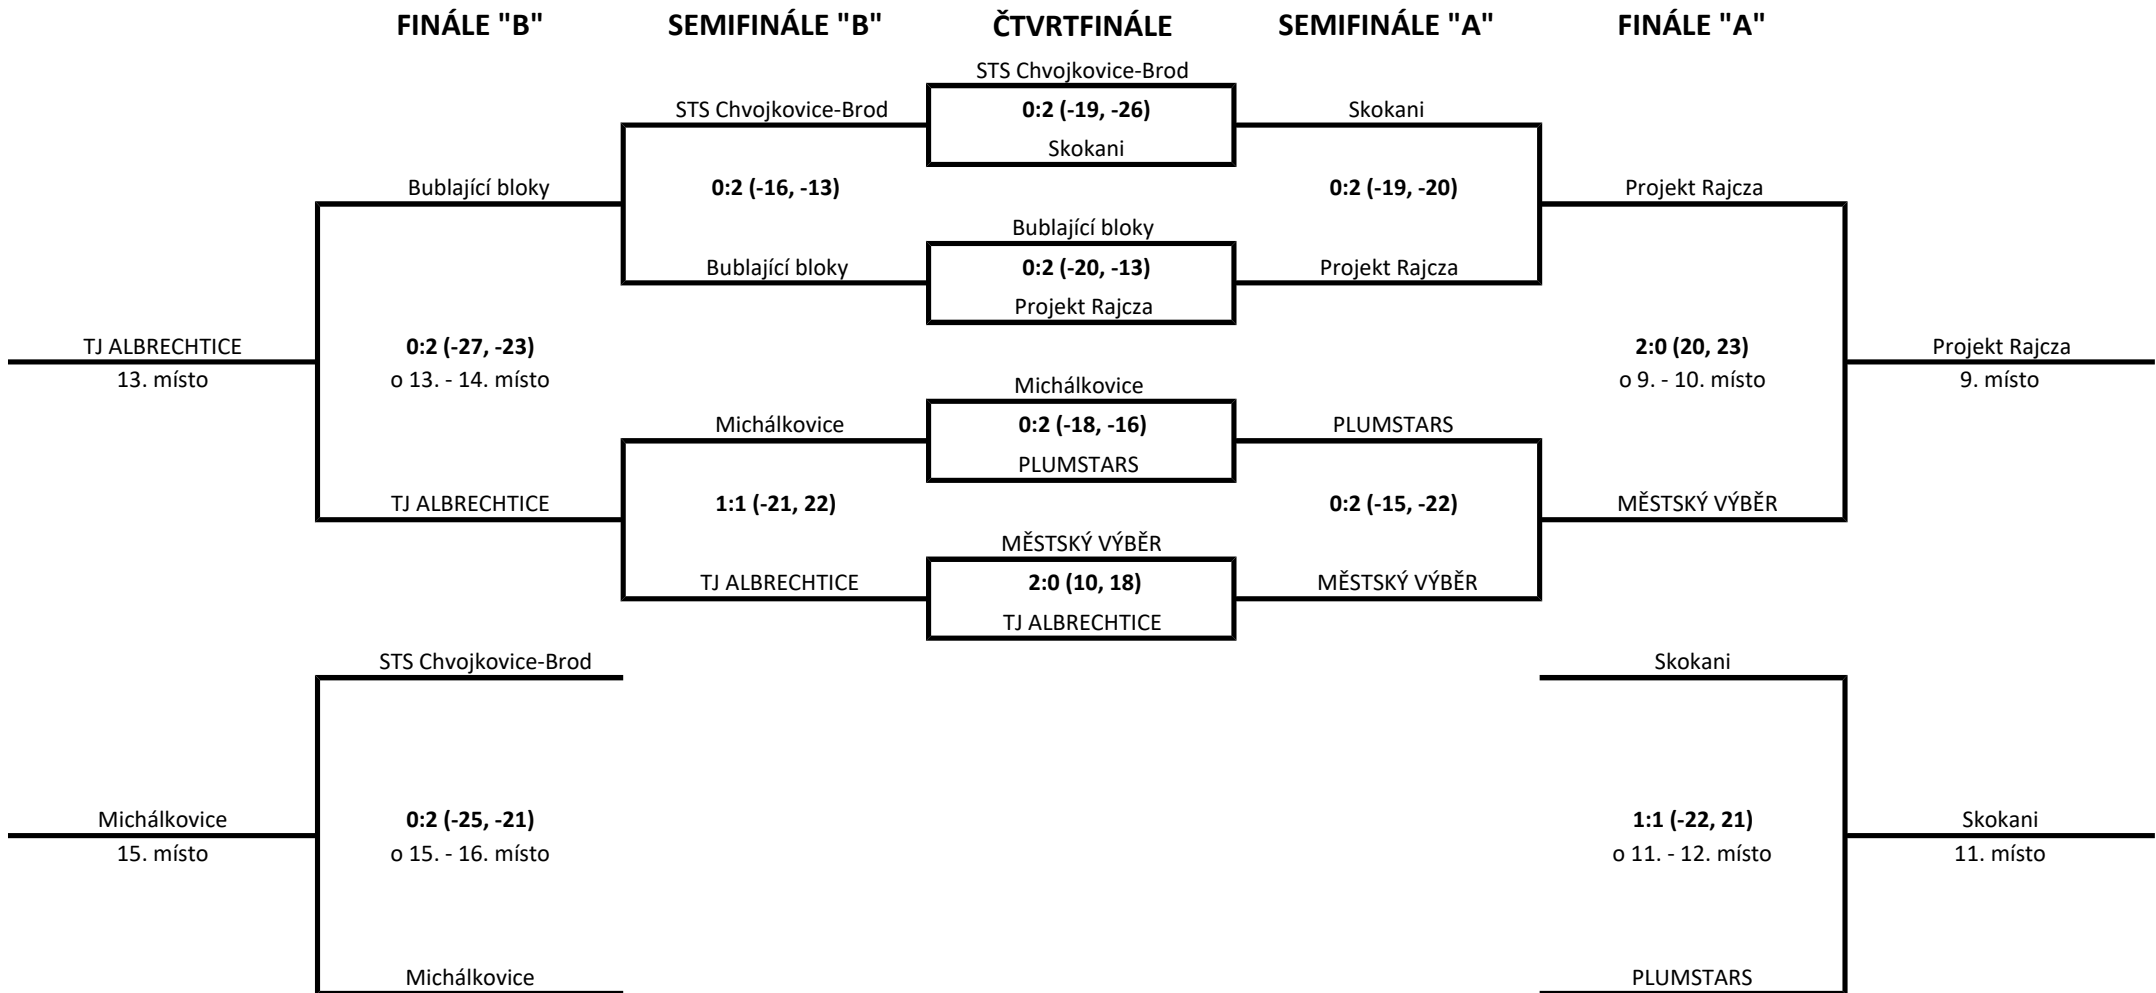 FINÁLE "B" SEMIFINÁLE "B" ČTVRTFINÁLE SEMIFINÁLE "A" FINÁLE "A"
STS Chvojkovice-Brod
STS Chvojkovice-Brod 0:2 (-19, -26) Skokani
Skokani
Bublající bloky 0:2 (-16, -13) 0:2 (-19, -20) Projekt Rajcza
Bublající bloky
Bublající bloky 0:2 (-20, -13) Projekt Rajcza
Projekt Rajcza
TJ ALBRECHTICE 0:2 (-27, -23) 2:0 (20, 23) Projekt Rajcza
13. místo o 13. - 14. místo o 9. - 10. místo 9. místo
Michálkovice
Michálkovice 0:2 (-18, -16) PLUMSTARS
PLUMSTARS
TJ ALBRECHTICE 1:1 (-21, 22) 0:2 (-15, -22) MĚSTSKÝ VÝBĚR
MĚSTSKÝ VÝBĚR
TJ ALBRECHTICE 2:0 (10, 18) MĚSTSKÝ VÝBĚR
TJ ALBRECHTICE
STS Chvojkovice-Brod Skokani
Michálkovice 0:2 (-25, -21) 1:1 (-22, 21) Skokani
15. místo o 15. - 16. místo o 11. - 12. místo 11. místo
Michálkovice PLUMSTARS